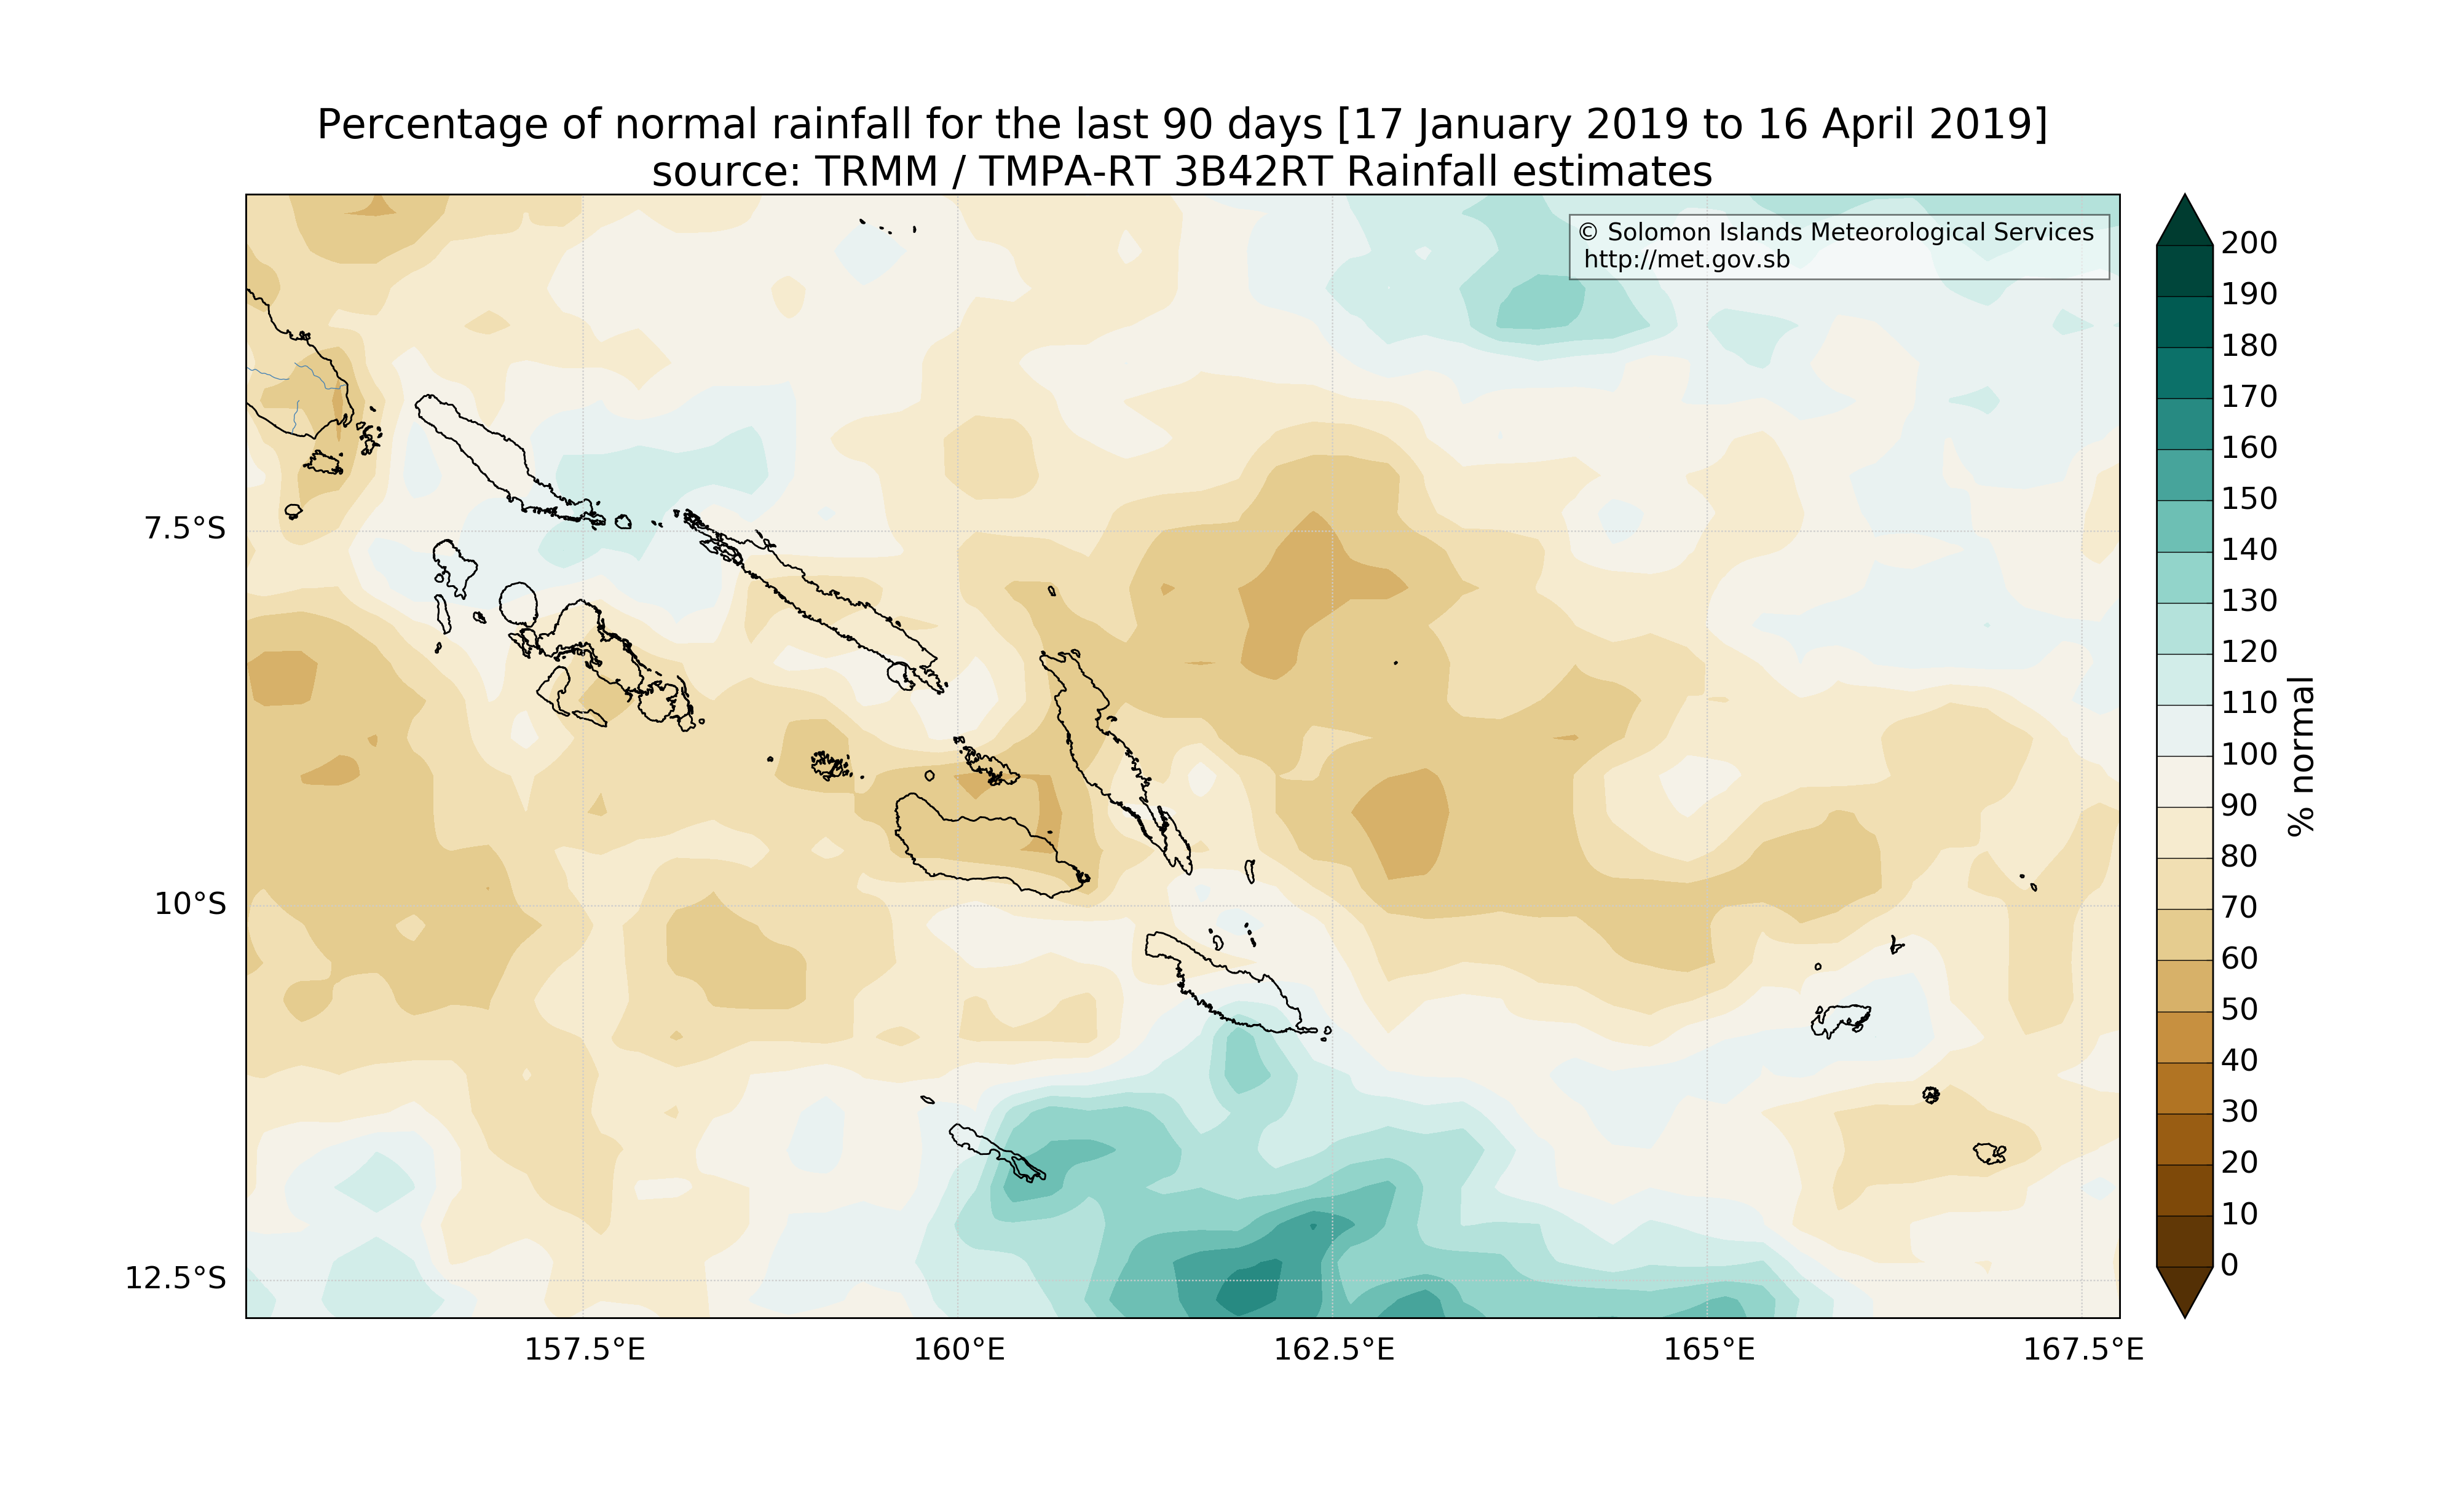 Percentage of normal rainfall for the last 90 days [17 January 2019 to 16 April 2019]
source: TRMM / TMPA-RT 3B42RT Rainfall estimates
© Solomon Islands Meteorological Services
http://met.gov.sb
7.5°S
10°S
12.5°S
157.5°E
160°E
162.5°E
165°E
167.5°E
200
190
180
170
160
150
140
130
120
110
100
90
80
70
60
50
40
30
20
10
0
% normal